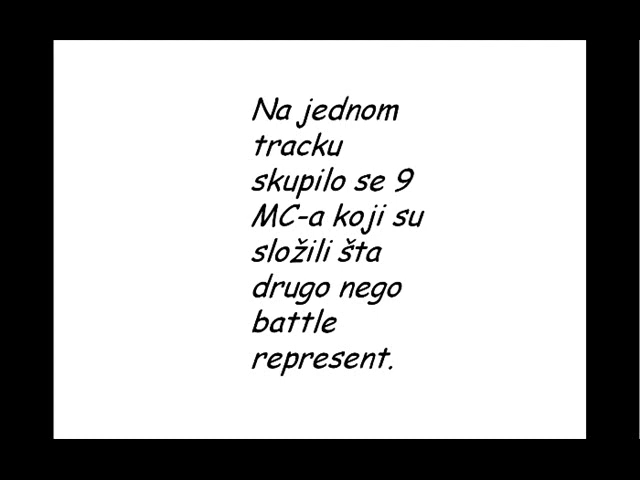 Na jednom
tracku
skupilo se 9
MC-a koji su
složili šta
drugo nego
battle
represent.